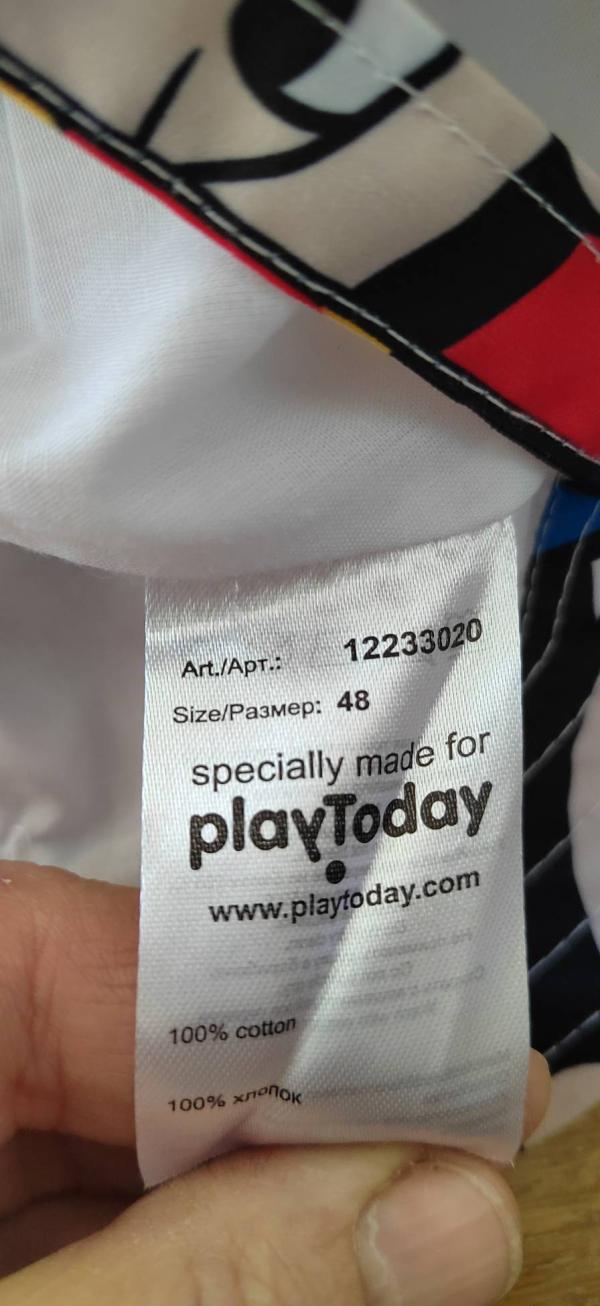 Art./Арт.: 12233020
Size/Размер: 48
specially made for
playToday
www.playtoday.com
100% cotton
100% хлопок